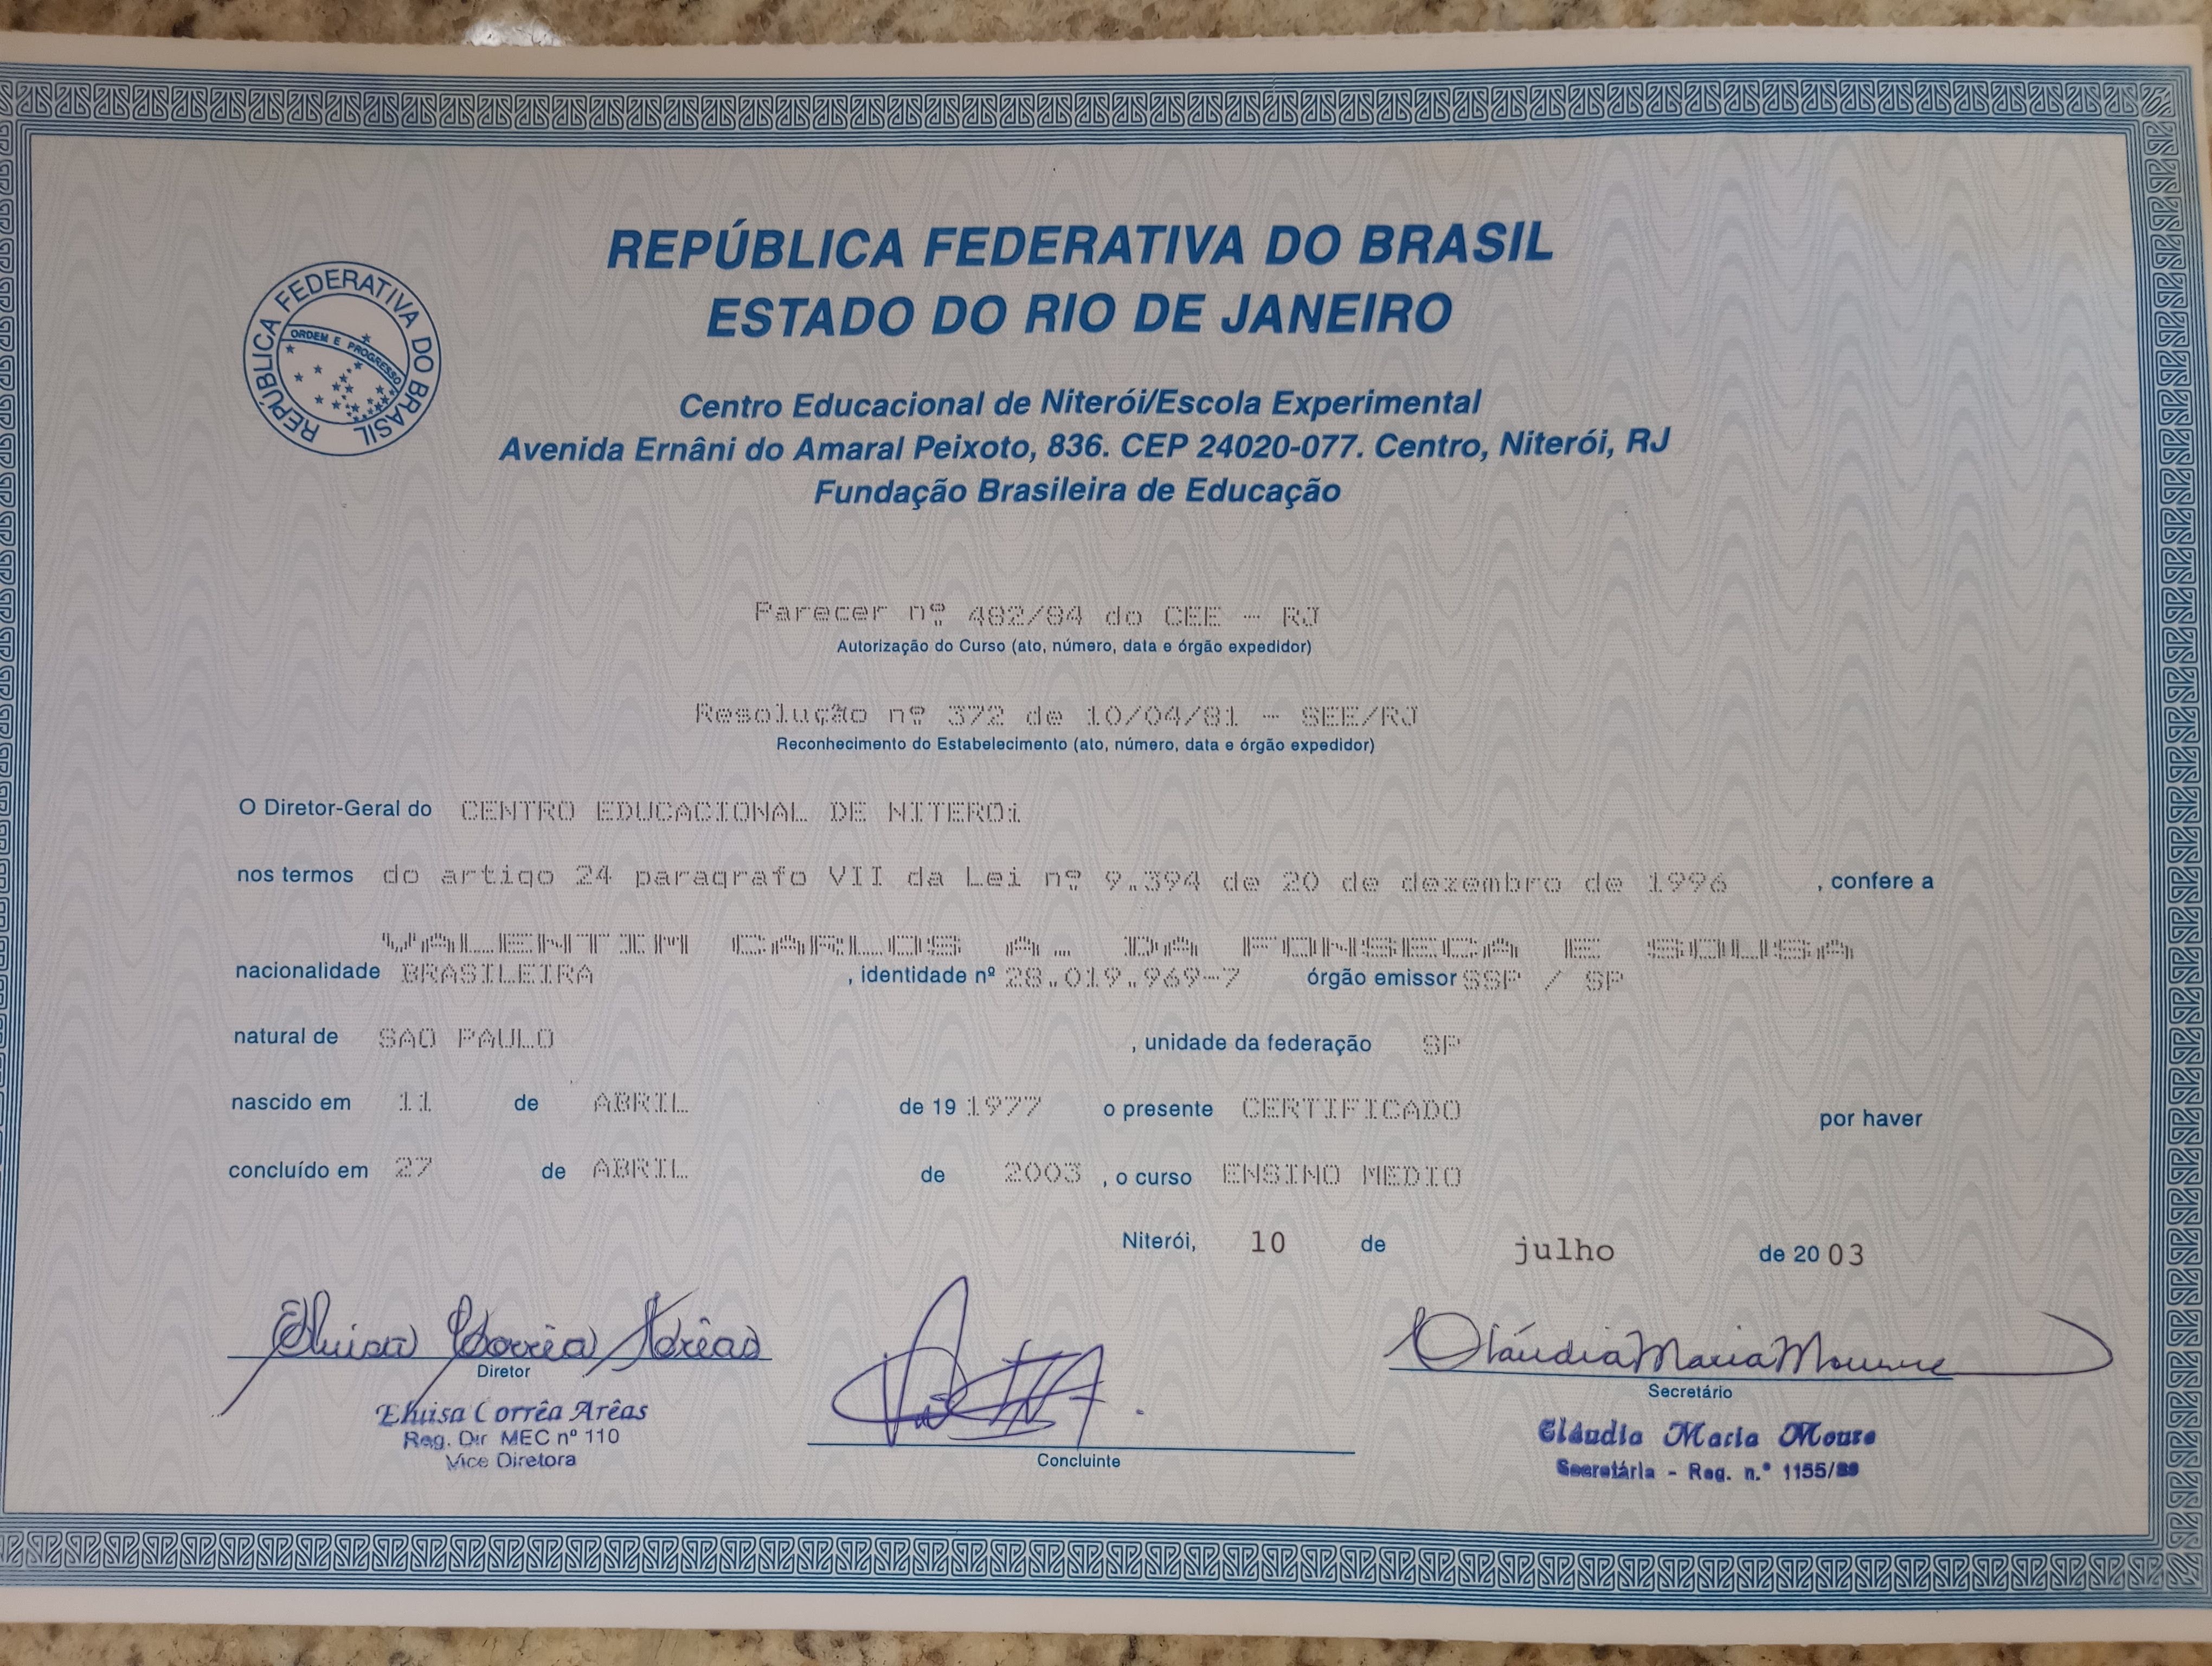 REPÚBLICA FEDERATIVA DO BRASIL
ESTADO DO RIO DE JANEIRO
REPÚBLICA FEDERATIVA DO BRASIL
ORDEM E PROGRESSO
Centro Educacional de Niterói/Escola Experimental
Avenida Ernâni do Amaral Peixoto, 836. CEP 24020-077. Centro, Niterói, RJ
Fundação Brasileira de Educação
Parecer nº 482/84 do CEE - RJ
Autorização do Curso (ato, número, data e órgão expedidor)
Resolução nº 372 de 10/04/81 - SEE/RJ
Reconhecimento do Estabelecimento (ato, número, data e órgão expedidor)
O Diretor-Geral do CENTRO EDUCACIONAL DE NITERÓi
nos termos do artigo 24 paragrafo VII da Lei nº 9.394 de 20 de dezembro de 1996 , confere a
VALENTIM CARLOS A. DA FONSECA E SOUSA
nacionalidade BRASILEIRA , identidade nº 28.019.969-7 órgão emissor SSP / SP
natural de SAO PAULO , unidade da federação SP
nascido em 11 de ABRIL de 19 1977 o presente CERTIFICADO por haver
concluído em 27 de ABRIL de 2003 , o curso ENSINO MEDIO
Niterói, 10 de julho de 2003
Eluisa Corrêa Arêas
Cláudia Maria Moure
Diretor
Concluinte
Secretário
Eluisa Corrêa Arêas
Reg. Dir MEC nº 110
Vice Diretora
Cláudia Maria Moure
Secretária - Reg. n.º 1155/